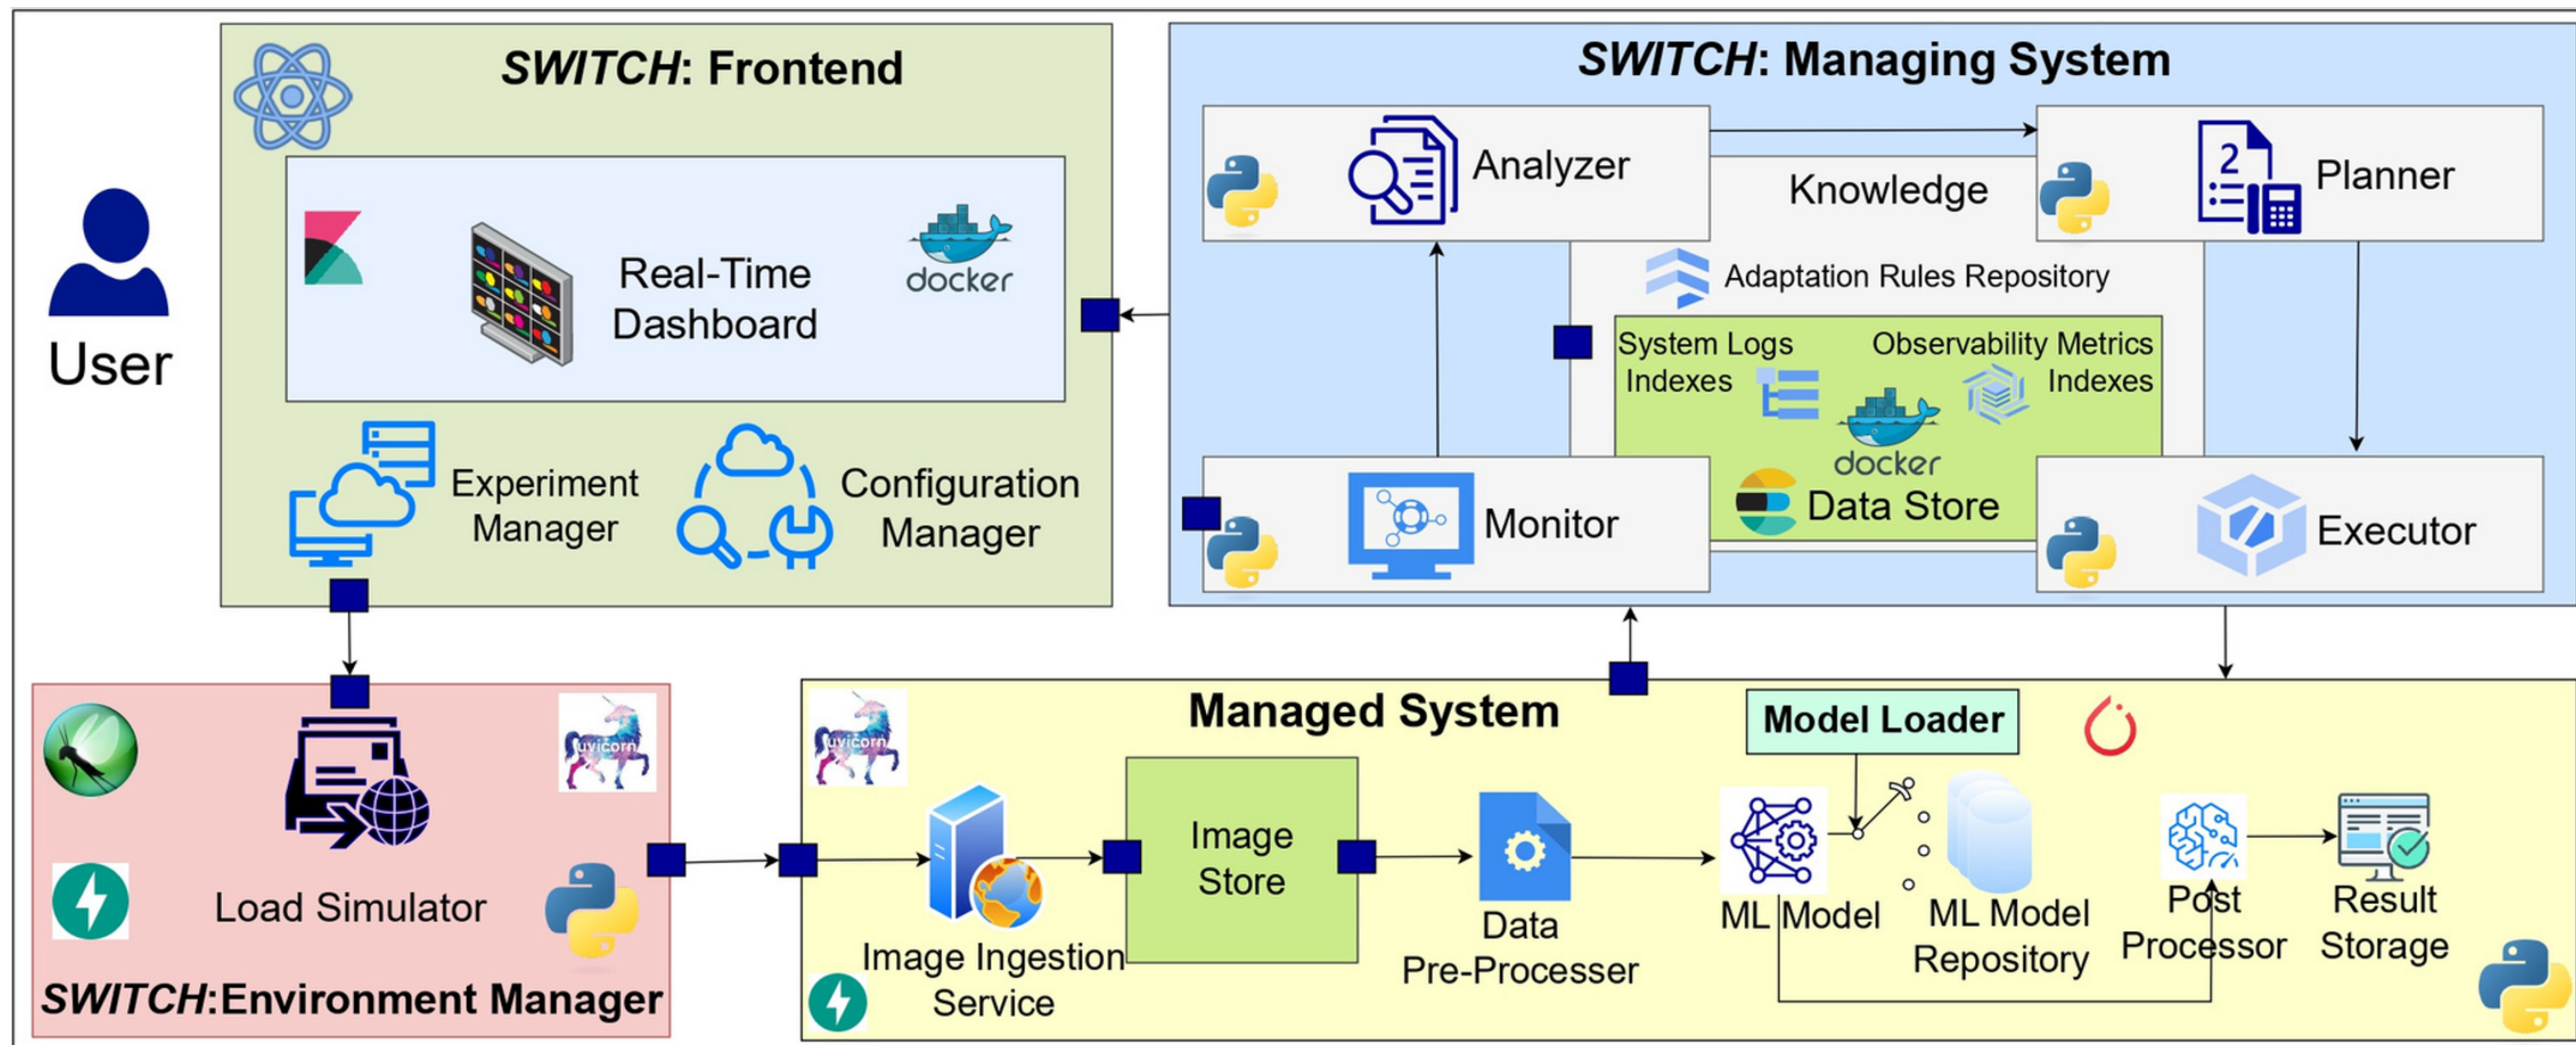 SWITCH: Frontend
User
Real-Time
Dashboard
docker
Experiment
Manager
Configuration
Manager
SWITCH: Managing System
Analyzer
Knowledge
2
Planner
Adaptation Rules Repository
System Logs
Indexes
Observability Metrics
Indexes
docker
Data Store
Monitor
Executor
uvicorn
Load Simulator
SWITCH:Environment Manager
uvicorn
Managed System
Model Loader
Image Ingestion
Service
Image
Store
Data
Pre-Processer
ML Model
ML Model
Repository
Post
Processor
Result
Storage